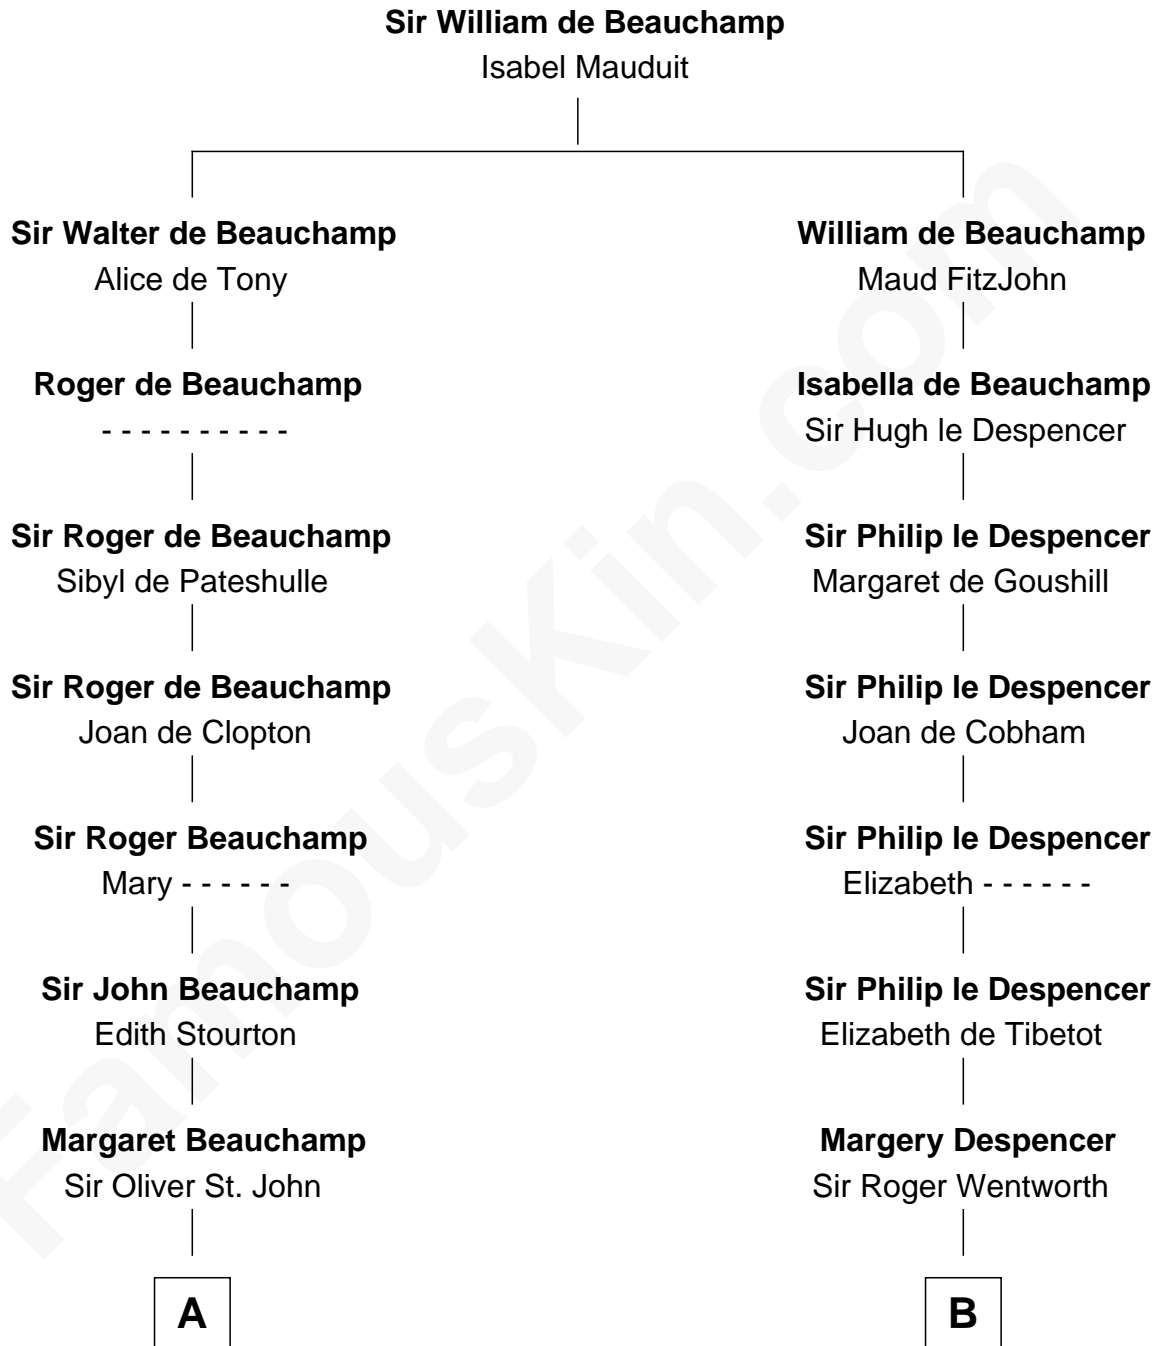 Sir William de Beauchamp
Isabel Mauduit
Sir Walter de Beauchamp
Alice de Tony
William de Beauchamp
Maud FitzJohn
Roger de Beauchamp
- - - - - - - - - -
Isabella de Beauchamp
Sir Hugh le Despencer
Sir Roger de Beauchamp
Sibyl de Pateshulle
Sir Philip le Despencer
Margaret de Goushill
Sir Roger de Beauchamp
Joan de Clopton
Sir Philip le Despencer
Joan de Cobham
Sir Roger Beauchamp
Mary - - - - - -
Sir Philip le Despencer
Elizabeth - - - - - -
Sir John Beauchamp
Edith Stourton
Sir Philip le Despencer
Elizabeth de Tibetot
Margaret Beauchamp
Sir Oliver St. John
Margery Despencer
Sir Roger Wentworth
A
B
FamousKin.com